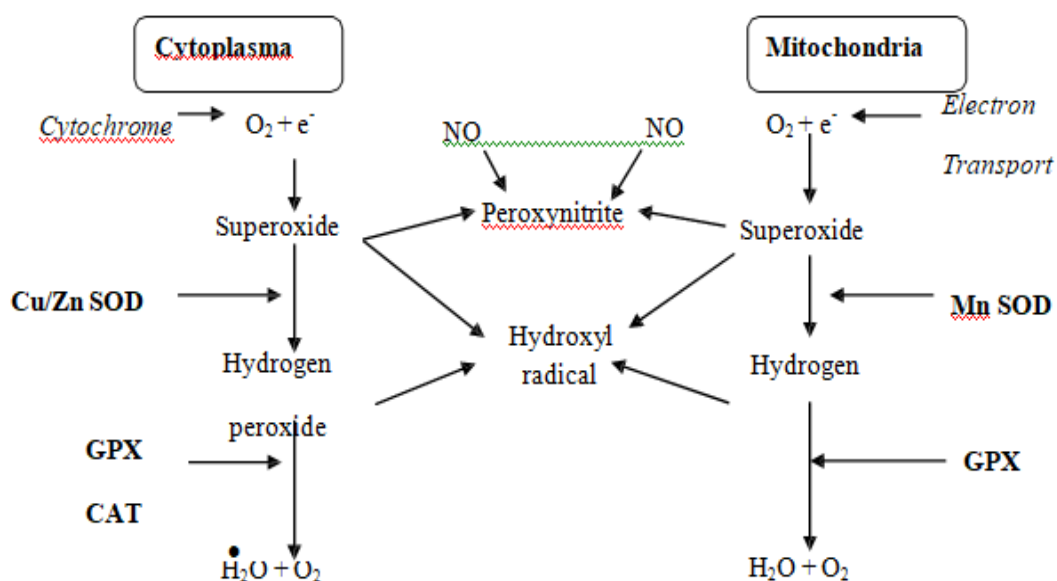 Cytoplasma
Mitochondria
Cytochrome
O₂ + e⁻
NO
NO
O₂ + e⁻
Electron
Transport
Superoxide
Peroxynitrite
Superoxide
Cu/Zn SOD
Mn SOD
Hydrogen
peroxide
Hydroxyl
radical
Hydrogen
GPX
CAT
GPX
H₂O + O₂
H₂O + O₂